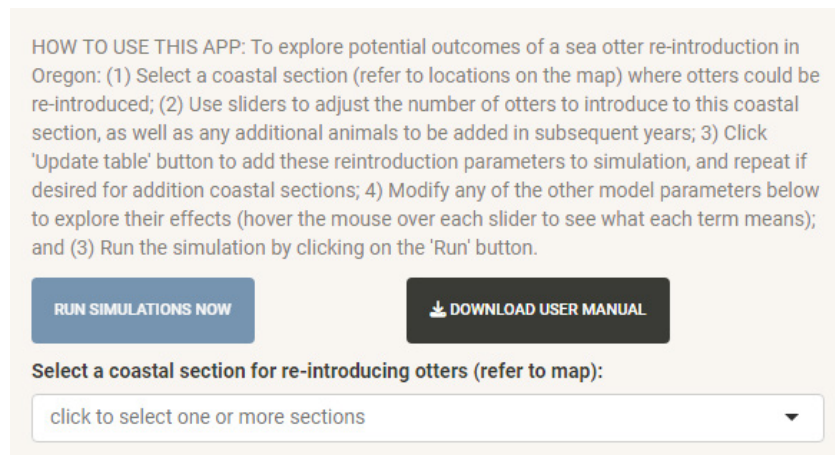 HOW TO USE THIS APP: To explore potential outcomes of a sea otter re-introduction in
Oregon: (1) Select a coastal section (refer to locations on the map) where otters could be
re-introduced; (2) Use sliders to adjust the number of otters to introduce to this coastal
section, as well as any additional animals to be added in subsequent years; 3) Click
'Update table' button to add these reintroduction parameters to simulation, and repeat if
desired for addition coastal sections; 4) Modify any of the other model parameters below
to explore their effects (hover the mouse over each slider to see what each term means);
and (3) Run the simulation by clicking on the 'Run' button.
RUN SIMULATIONS NOW
DOWNLOAD USER MANUAL
Select a coastal section for re-introducing otters (refer to map):
click to select one or more sections